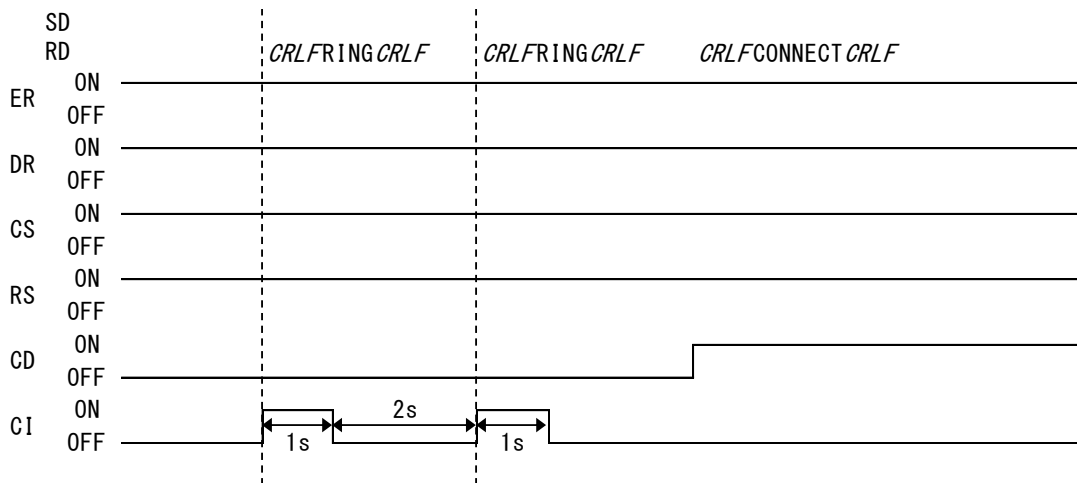 SD
RD CRLFRINGCRLF CRLFRINGCRLF CRLFCONNECTCRLF
ER ON
OFF
DR ON
OFF
CS ON
OFF
RS ON
OFF
CD ON
OFF
CI ON 2s
OFF 1s 1s